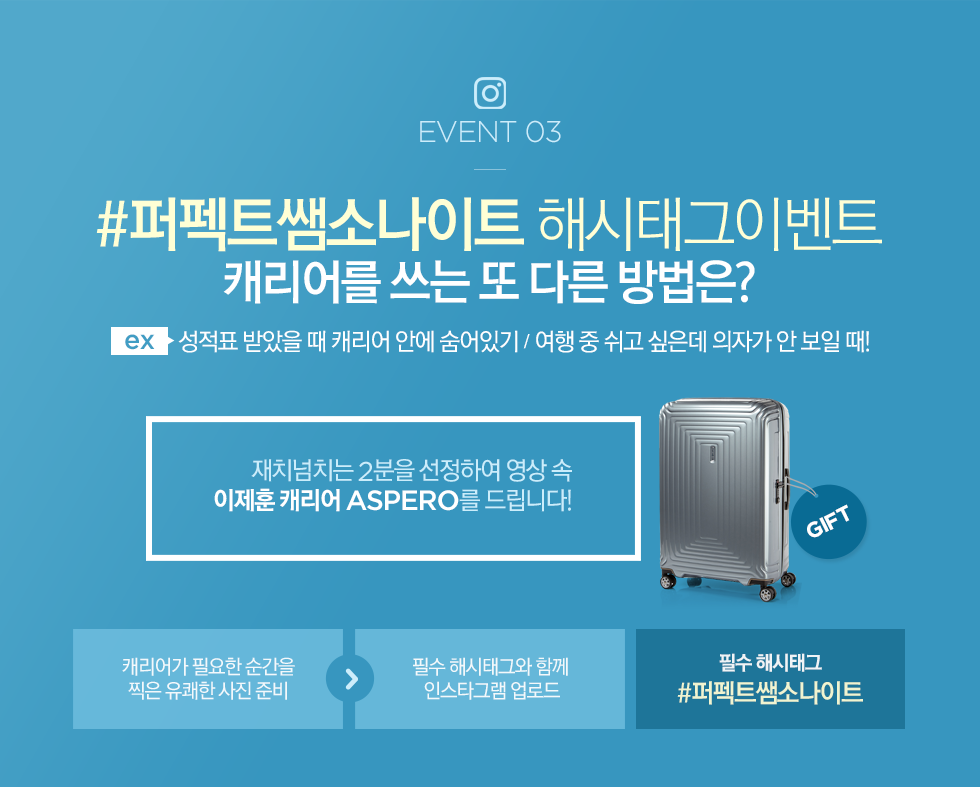 EVENT 03
#퍼펙트쌤소나이트 해시태그이벤트
캐리어를 쓰는 또 다른 방법은?
ex 성적표 받았을 때 캐리어 안에 숨어있기 / 여행 중 쉬고 싶은데 의자가 안 보일 때!
재치넘치는 2분을 선정하여 영상 속
이제훈 캐리어 ASPERO를 드립니다!
GIFT
캐리어가 필요한 순간을
찍은 유쾌한 사진 준비
필수 해시태그와 함께
인스타그램 업로드
필수 해시태그
#퍼펙트쌤소나이트